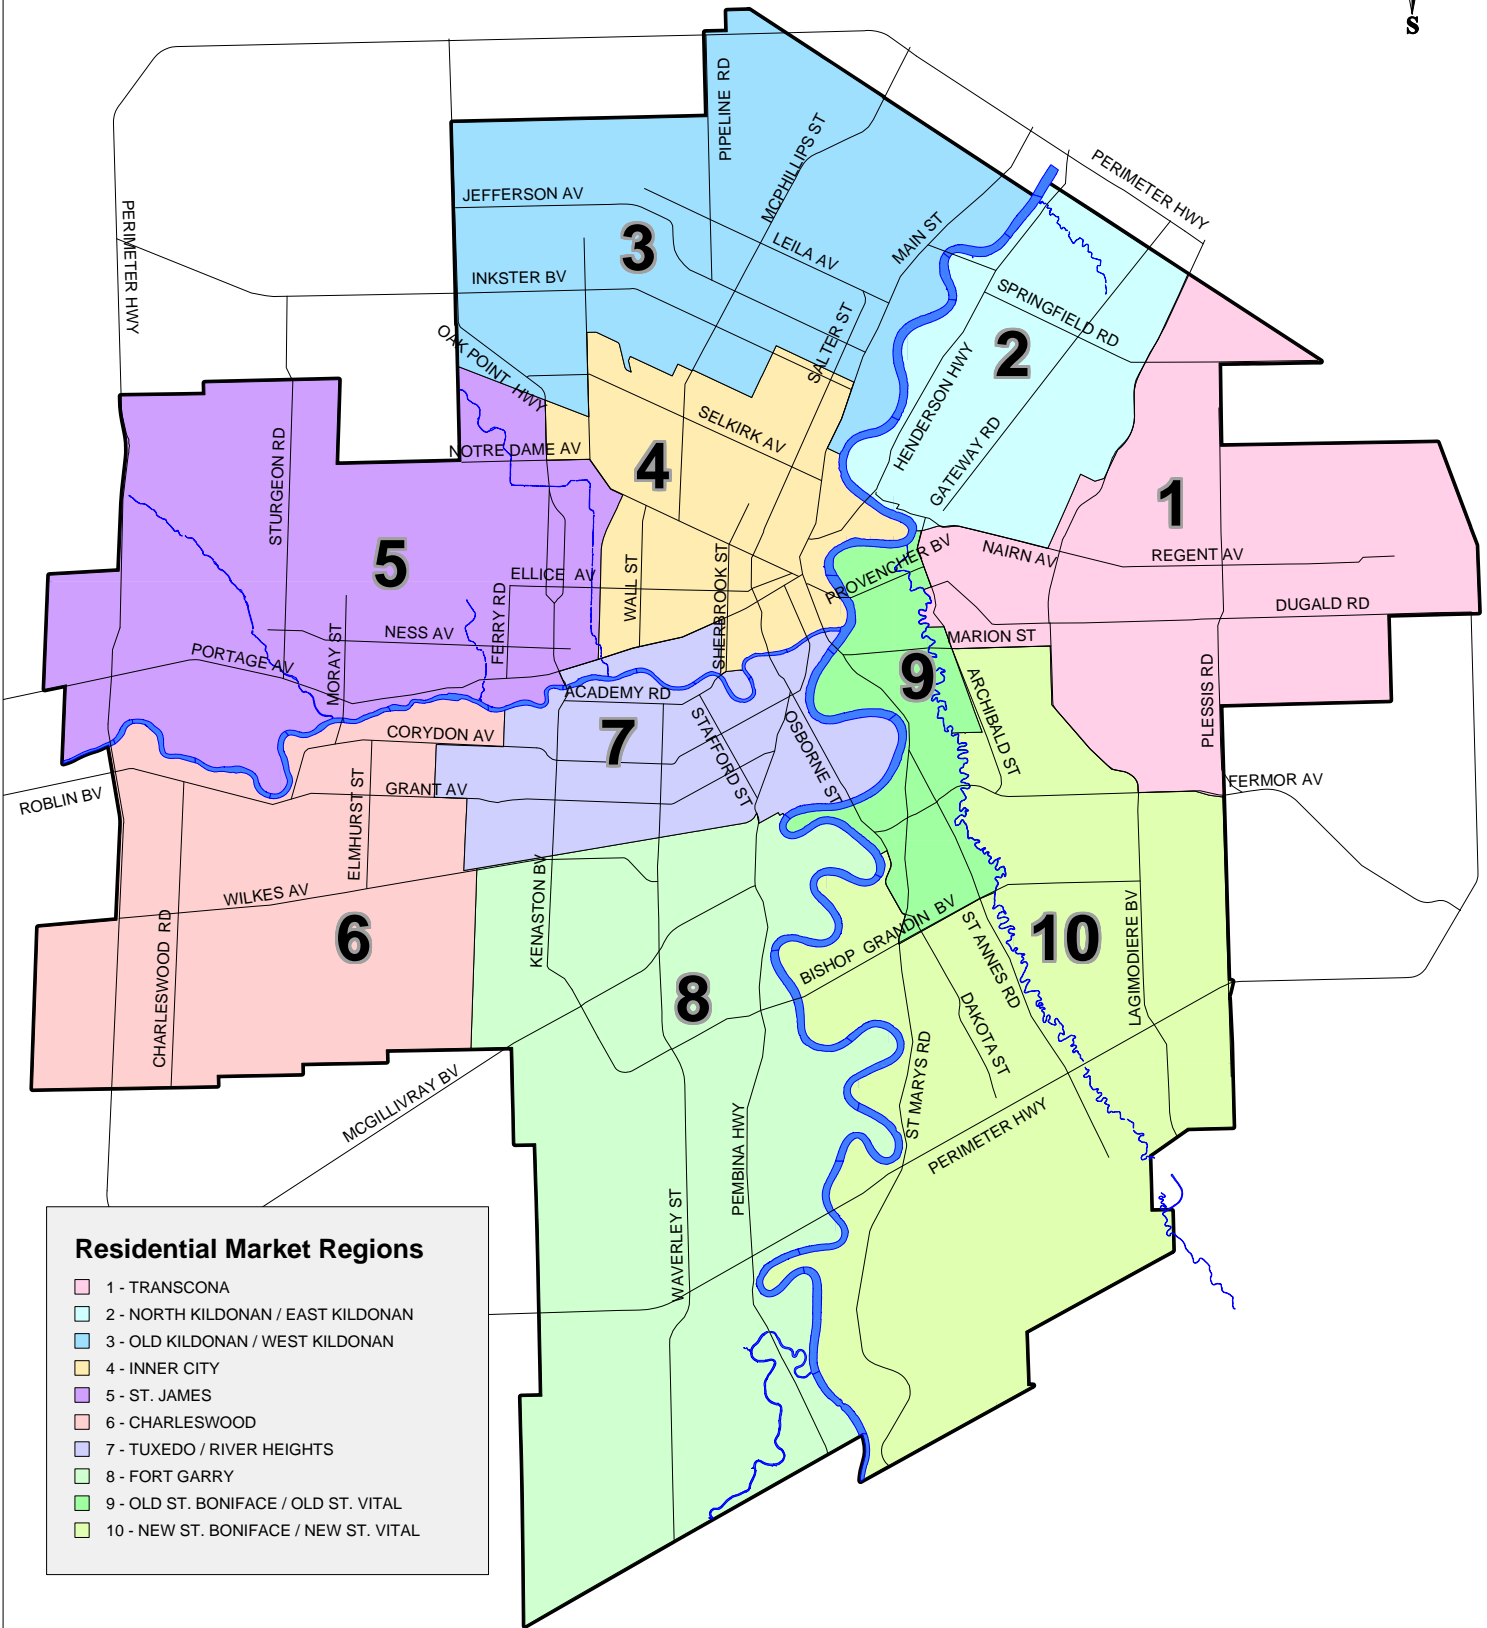 S
PIPELINE RD
MCPHILLIPS ST
PERIMETER HWY
JEFFERSON AV
PERIMETER HWY
LEILA AV
MAIN ST
3
INKSTER BV
SPRINGFIELD RD
SALTER ST
2
OAK POINT HWY
HENDERSON HWY
SELKIRK AV
GATEWAY RD
NOTRE DAME AV
4
STURGEON RD
1
5
NAIRN AV
REGENT AV
PROVENCHER BV
ELLICE AV
WALL ST
SHERBROOK ST
FERRY RD
DUGALD RD
NESS AV
MARION ST
MORAY ST
PORTAGE AV
9
ACADEMY RD
ARCHIBALD ST
PLESSIS RD
STAFFORD ST
OSBORNE ST
CORYDON AV
7
GRANT AV
FERMOR AV
ROBLIN BV
ELMHURST ST
WILKES AV
KENASTON BV
LAGIMODIERE BV
CHARLESWOOD RD
6
BISHOP GRANDIN BV
ST ANNES RD
10
8
DAKOTA ST
ST MARYS RD
MCGILLIVRAY BV
PERIMETER HWY
PEMBINA HWY
WAVERLEY ST
Residential Market Regions
1 - TRANSCONA
2 - NORTH KILDONAN / EAST KILDONAN
3 - OLD KILDONAN / WEST KILDONAN
4 - INNER CITY
5 - ST. JAMES
6 - CHARLESWOOD
7 - TUXEDO / RIVER HEIGHTS
8 - FORT GARRY
9 - OLD ST. BONIFACE / OLD ST. VITAL
10 - NEW ST. BONIFACE / NEW ST. VITAL